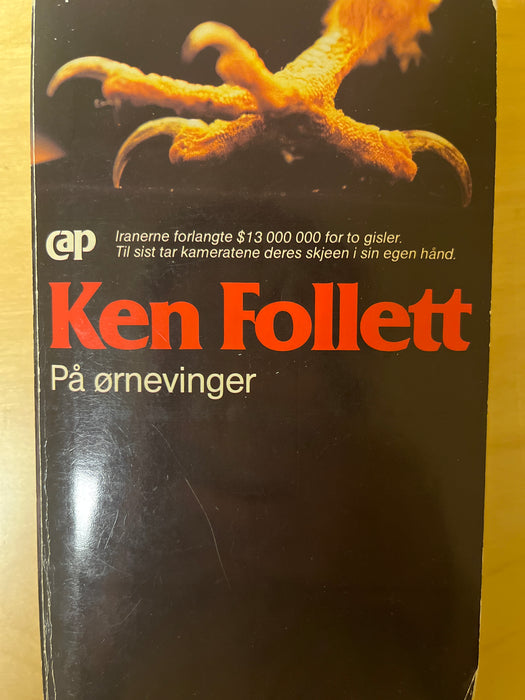 cap
Iranerne forlangte $13 000 000 for to gisler.
Til sist tar kameratene deres skjeen i sin egen hånd.
Ken Follett
På ørnevinger